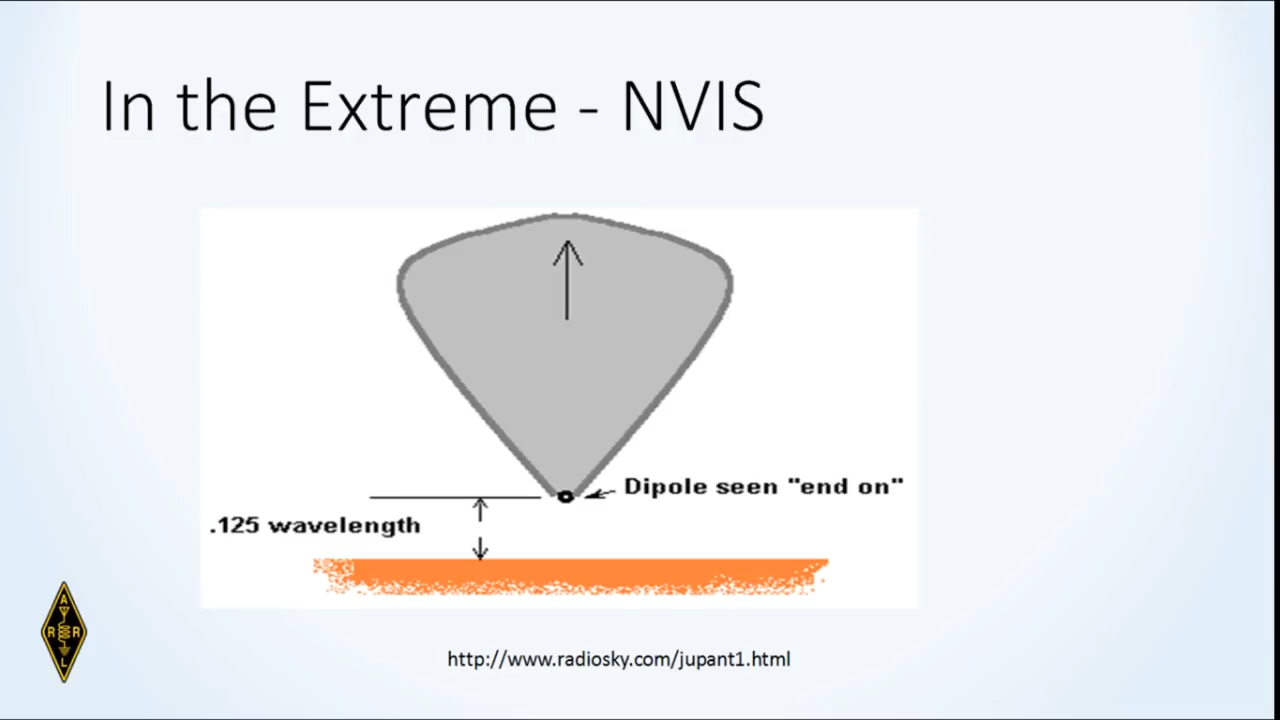 In the Extreme - NVIS
Dipole seen "end on"
.125 wavelength
A
R R
L
http://www.radiosky.com/jupant1.html